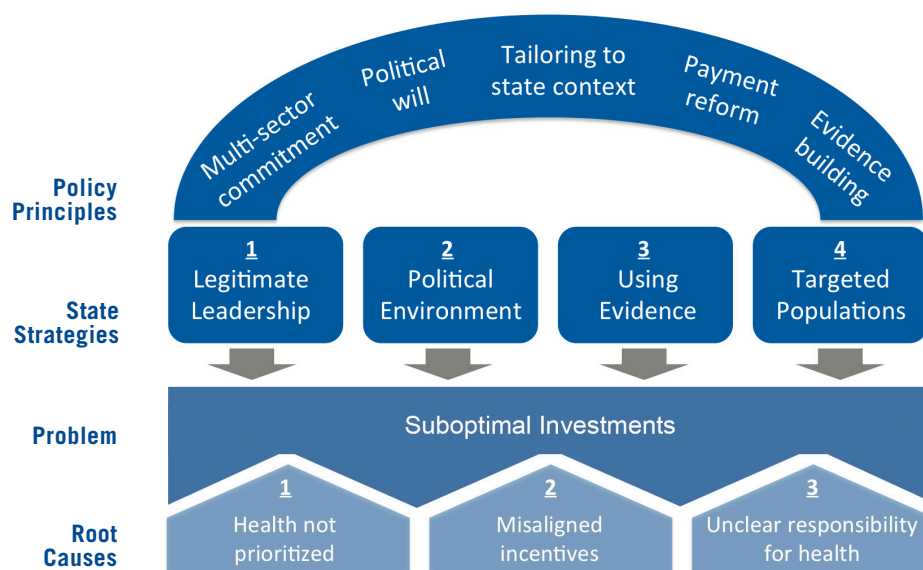 Multi-sector
commitment
Political
will
Tailoring to
state context
Payment
reform
Evidence
building
Policy
Principles
1
Legitimate
Leadership
2
Political
Environment
3
Using
Evidence
4
Targeted
Populations
State
Strategies
Problem
Suboptimal Investments
1
Health not
prioritized
2
Misaligned
incentives
3
Unclear responsibility
for health
Root
Causes